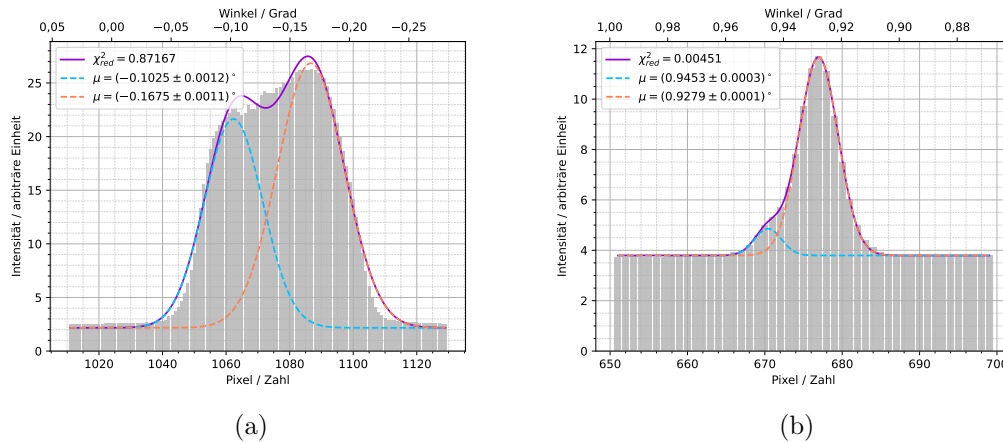 Winkel / Grad
0,05 0,00 −0,05 −0,10 −0,15 −0,20 −0,25
χ²red = 0.87167
μ = (−0.1025 ± 0.0012)°
μ = (−0.1675 ± 0.0011)°
Intensität / arbiträre Einheit
25
20
15
10
5
0
1020 1040 1060 1080 1100 1120
Pixel / Zahl
(a)
Winkel / Grad
1,00 0,98 0,96 0,94 0,92 0,90 0,88
χ²red = 0.00451
μ = (0.9453 ± 0.0003)°
μ = (0.9279 ± 0.0001)°
Intensität / arbiträre Einheit
12
10
8
6
4
2
0
650 660 670 680 690 700
Pixel / Zahl
(b)